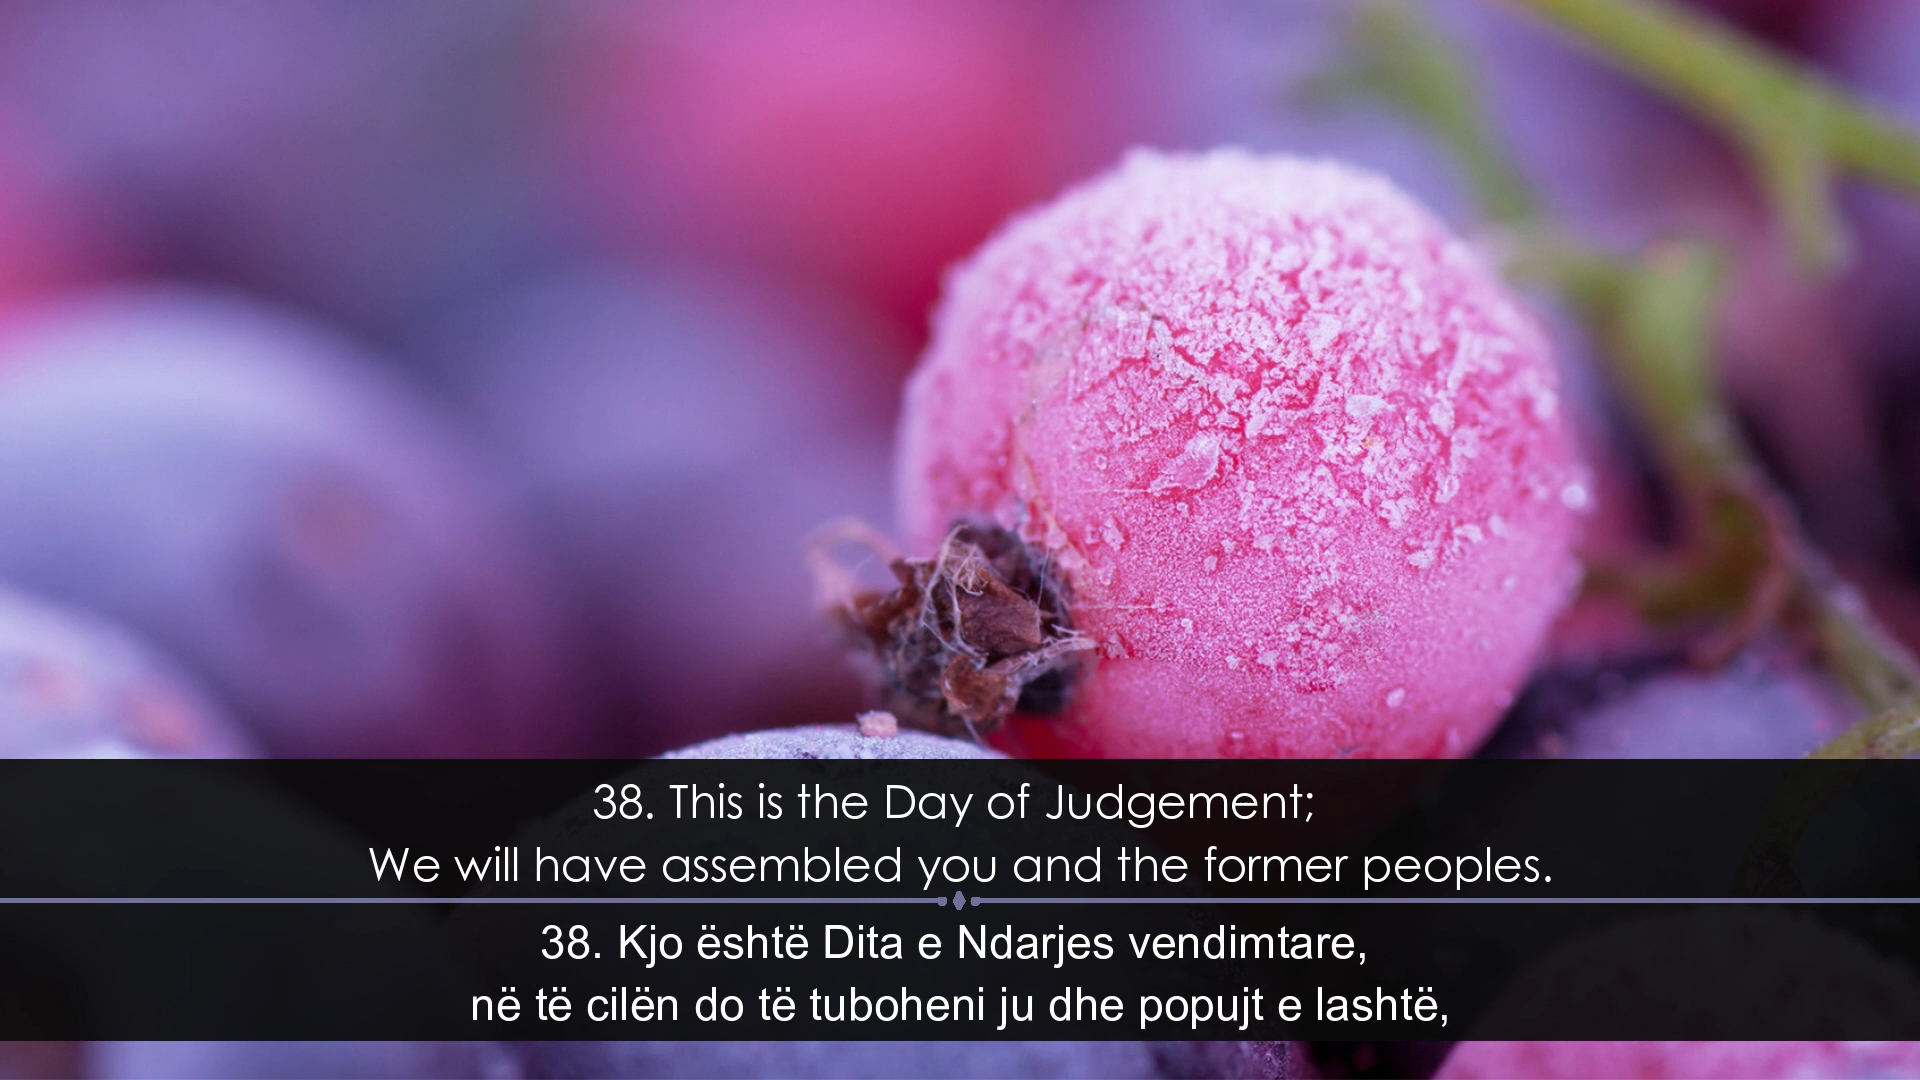 38. This is the Day of Judgement;
We will have assembled you and the former peoples.
38. Kjo është Dita e Ndarjes vendimtare,
në të cilën do të tuboheni ju dhe popujt e lashtë,